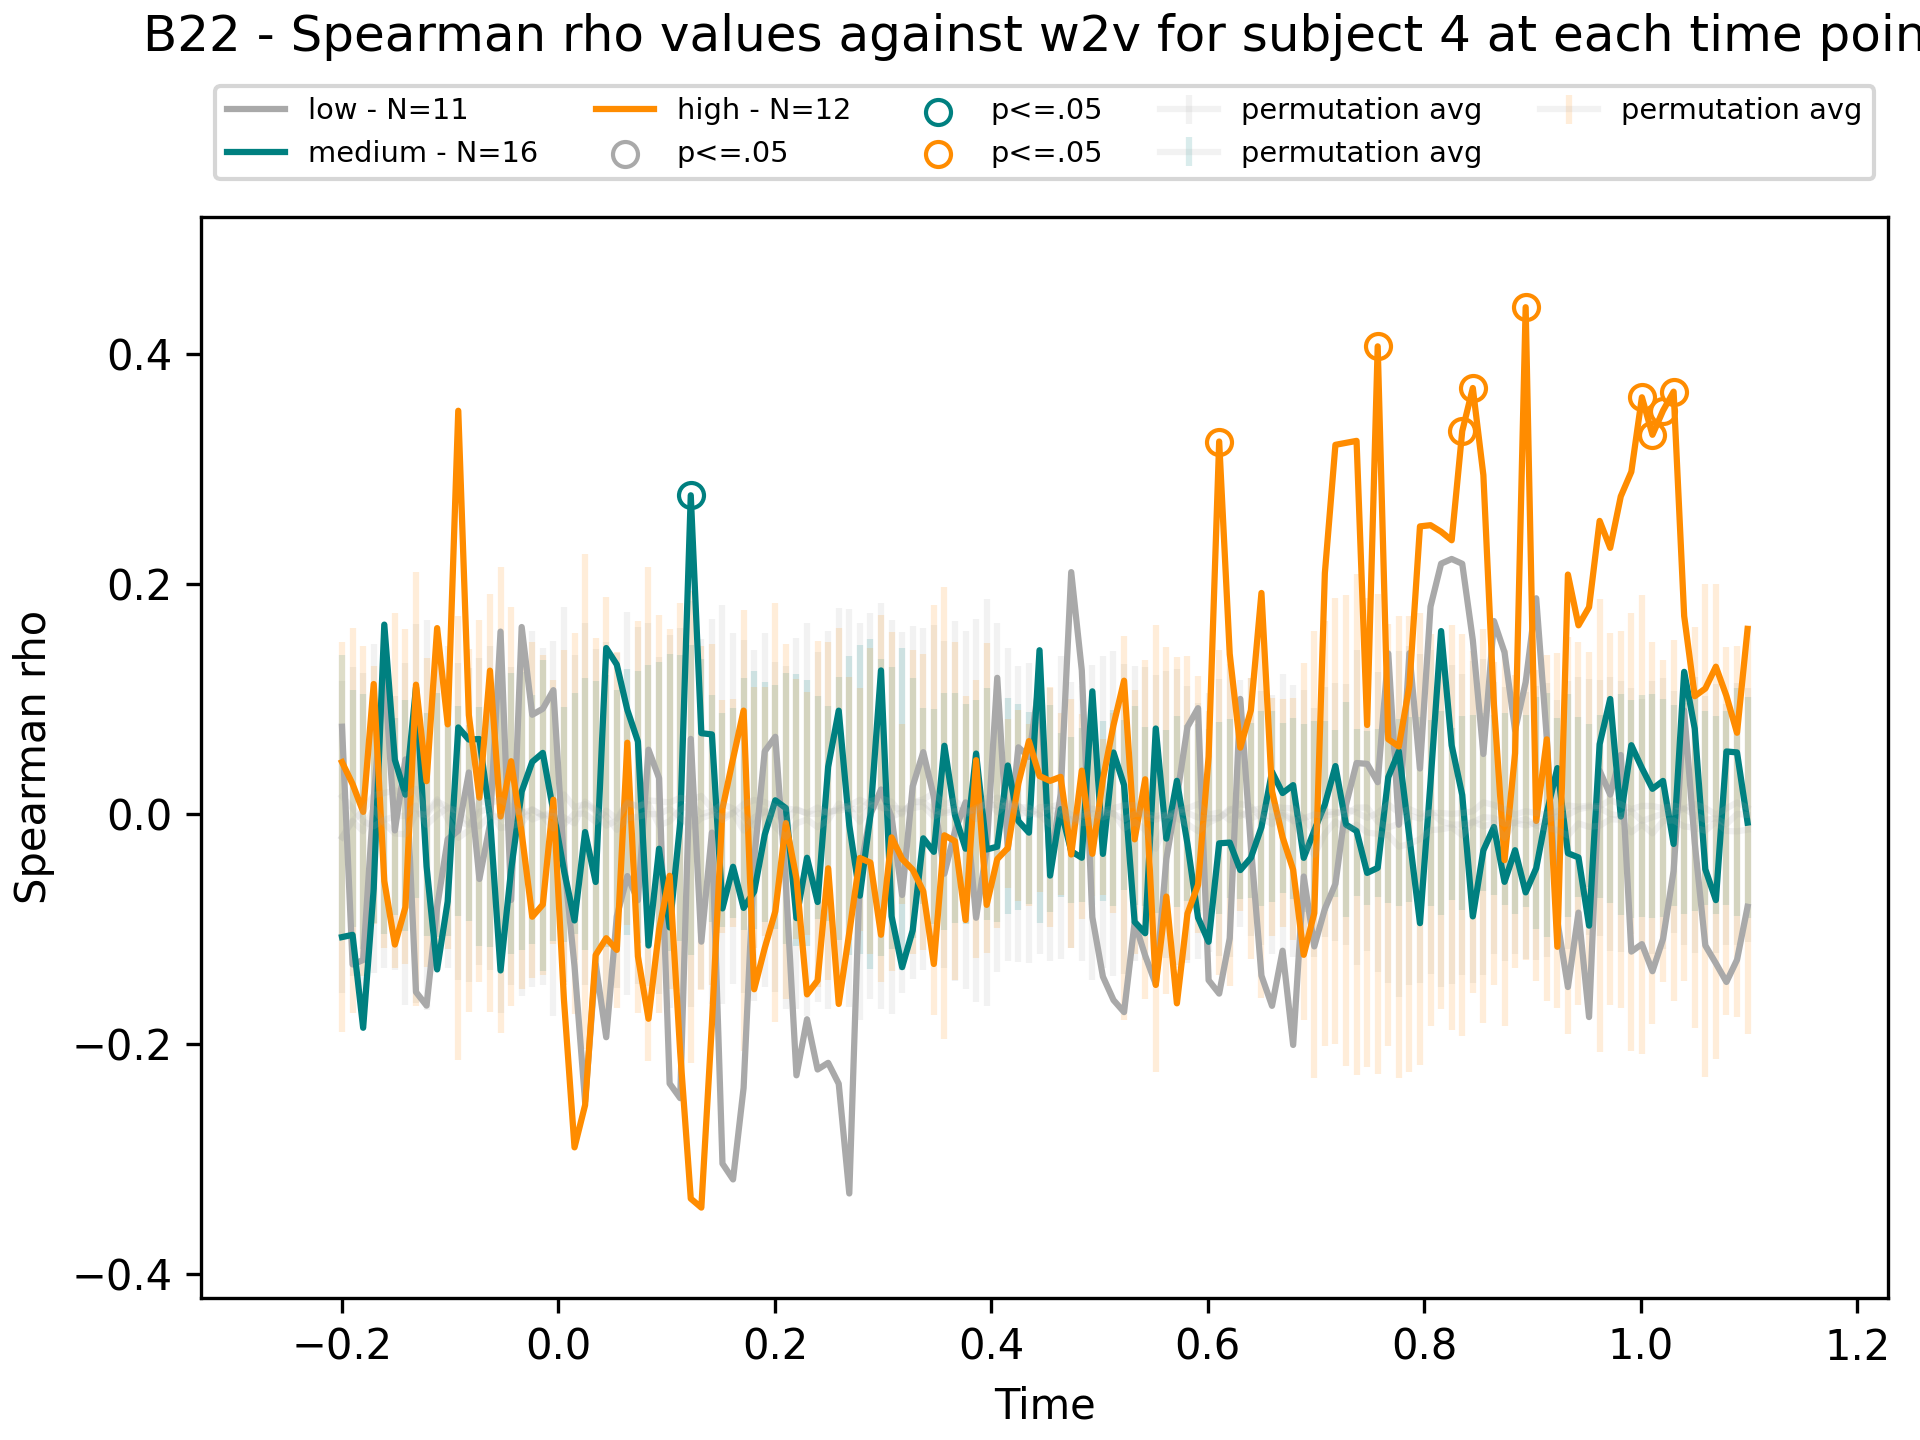 B22 - Spearman rho values against w2v for subject 4 at each time poin
low - N=11
medium - N=16
high - N=12
p<=.05
p<=.05
p<=.05
permutation avg
permutation avg
permutation avg
Spearman rho
0.4
0.2
0.0
−0.2
−0.4
−0.2 0.0 0.2 0.4 0.6 0.8 1.0 1.2
Time